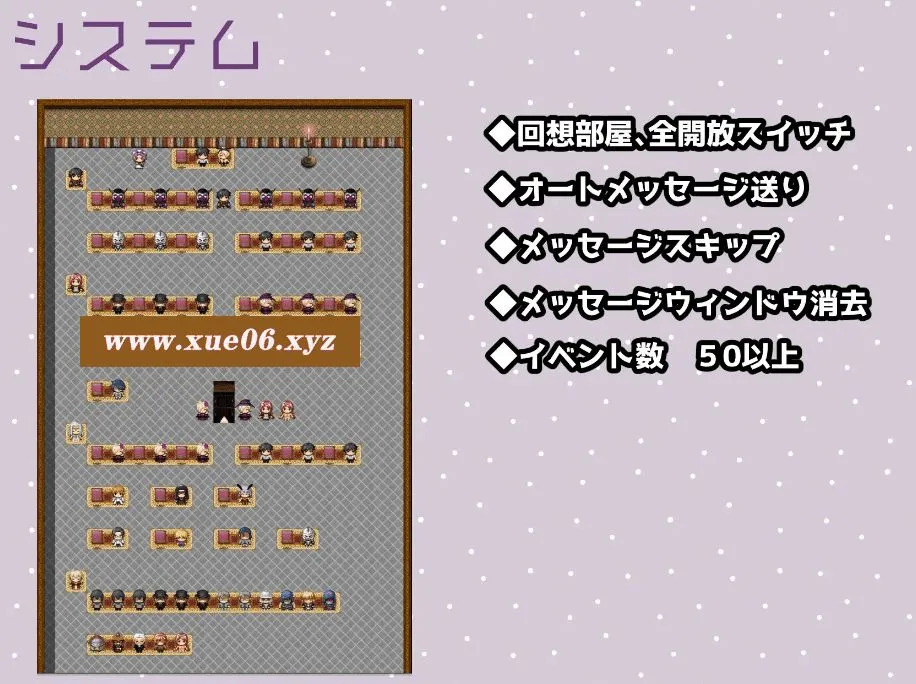 システム
◆回想部屋、全開放スイッチ
◆オートメッセージ送り
◆メッセージスキップ
◆メッセージウィンドウ消去
◆イベント数　５０以上
www.xue06.xyz